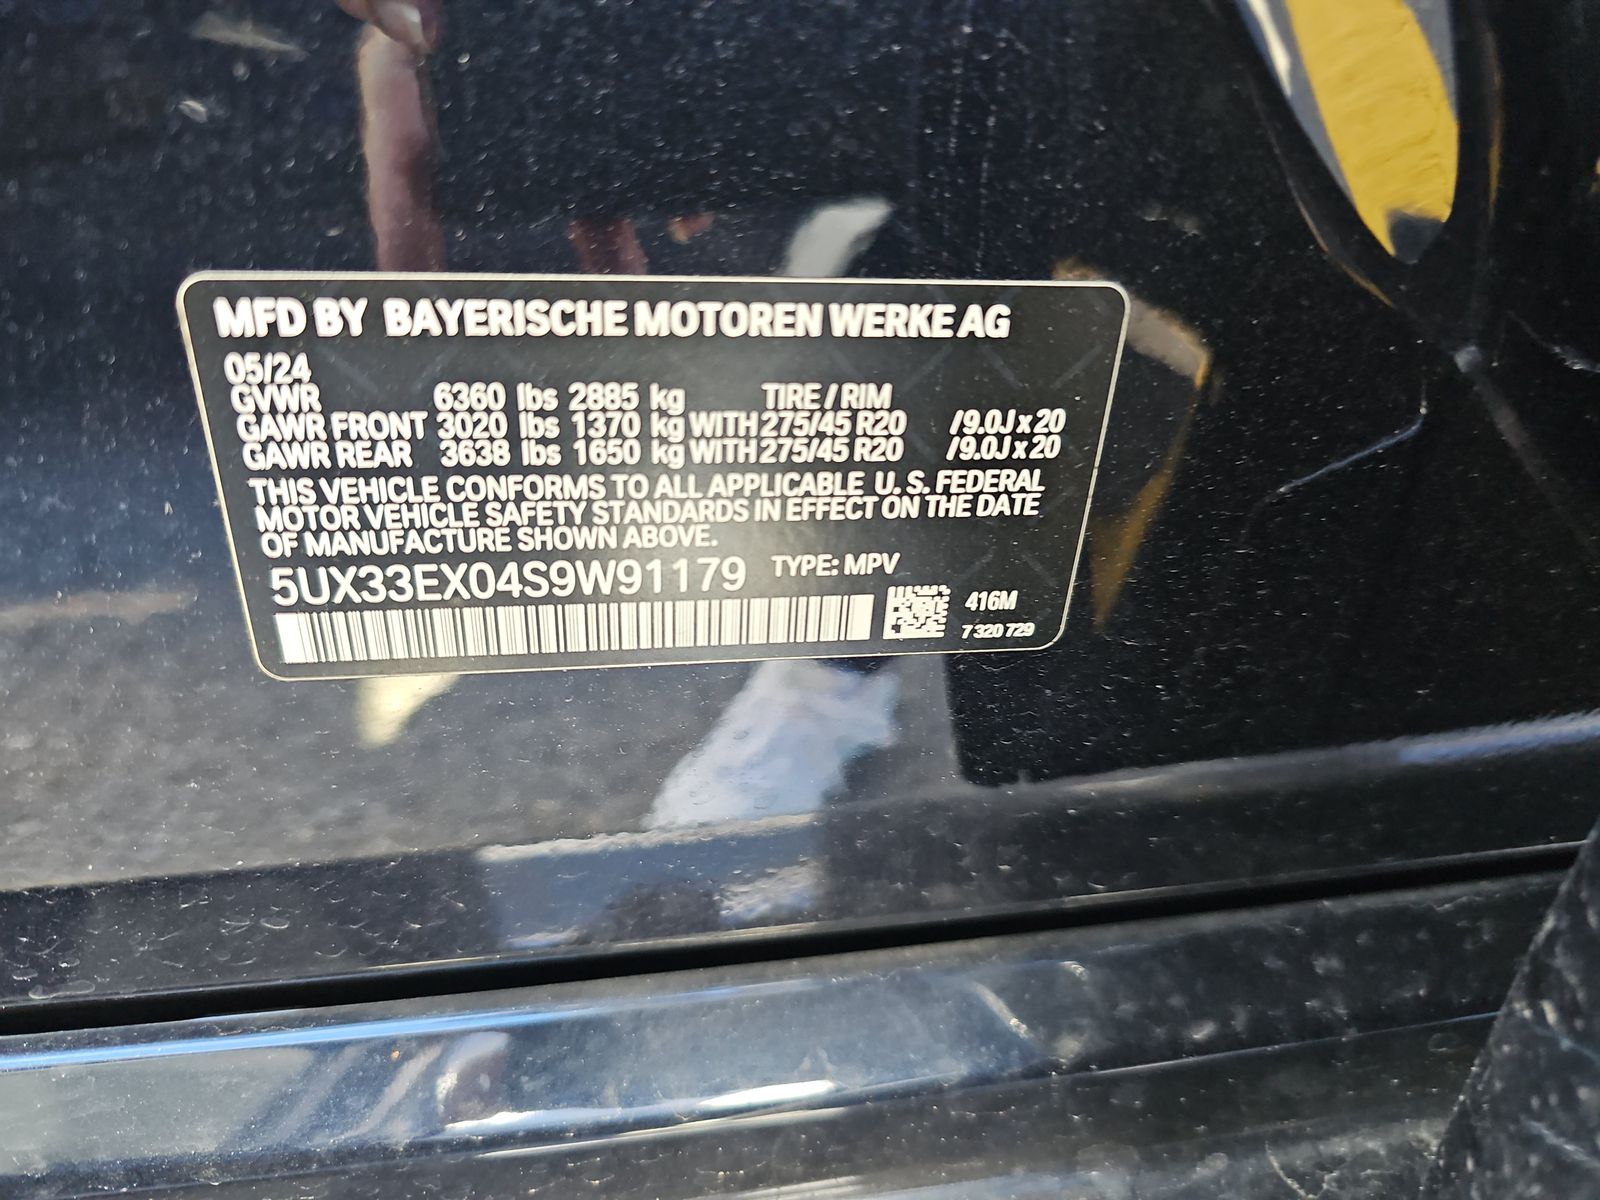 MFD BY BAYERISCHE MOTOREN WERKE AG
05/24
GVWR 6360 lbs 2885 kg TIRE / RIM
GAWR FRONT 3020 lbs 1370 kg WITH 275/45 R20 /9.0J x 20
GAWR REAR 3638 lbs 1650 kg WITH 275/45 R20 /9.0J x 20
THIS VEHICLE CONFORMS TO ALL APPLICABLE U. S. FEDERAL
MOTOR VEHICLE SAFETY STANDARDS IN EFFECT ON THE DATE
OF MANUFACTURE SHOWN ABOVE.
5UX33EX04S9W91179 TYPE: MPV
416M
7 320 729